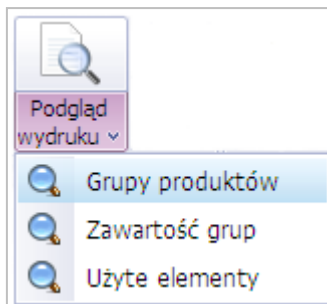 Podgląd
wydruku
Grupy produktów
Zawartość grup
Użyte elementy